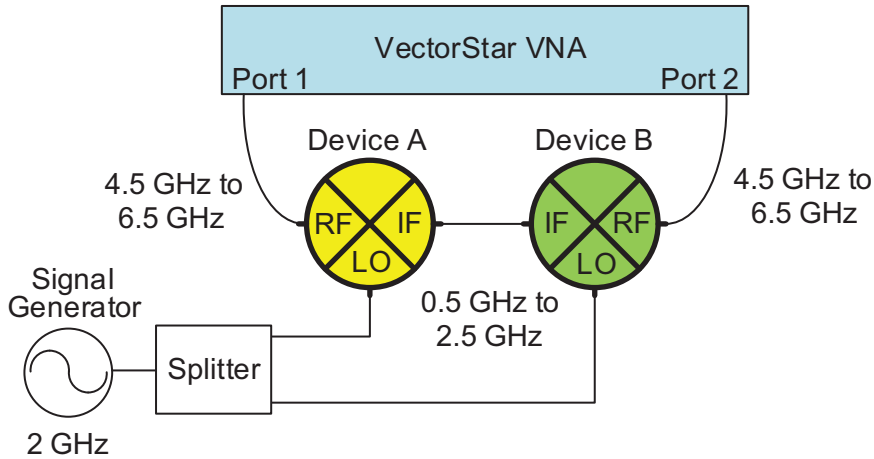 VectorStar VNA
Port 1
Port 2
Device A
Device B
4.5 GHz to
6.5 GHz
4.5 GHz to
6.5 GHz
RF
IF
LO
IF
RF
LO
0.5 GHz to
2.5 GHz
Signal
Generator
Splitter
2 GHz